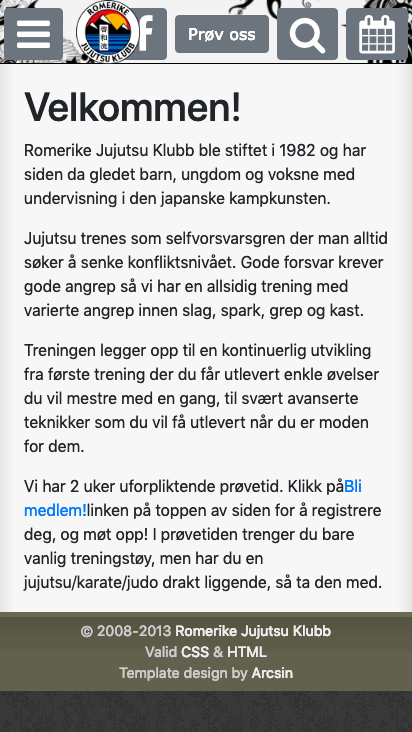 ROMERIKE
JUJUTSU KLUBB
f
Prøv oss
Velkommen!
Romerike Jujutsu Klubb ble stiftet i 1982 og har
siden da gledet barn, ungdom og voksne med
undervisning i den japanske kampkunsten.
Jujutsu trenes som selfvorsvarsgren der man alltid
søker å senke konfliktsnivået. Gode forsvar krever
gode angrep så vi har en allsidig trening med
varierte angrep innen slag, spark, grep og kast.
Treningen legger opp til en kontinuerlig utvikling
fra første trening der du får utlevert enkle øvelser
du vil mestre med en gang, til svært avanserte
teknikker som du vil få utlevert når du er moden
for dem.
Vi har 2 uker uforpliktende prøvetid. Klikk påBli
medlem!linken på toppen av siden for å registrere
deg, og møt opp! I prøvetiden trenger du bare
vanlig treningstøy, men har du en
jujutsu/karate/judo drakt liggende, så ta den med.
© 2008-2013 Romerike Jujutsu Klubb
Valid CSS & HTML
Template design by Arcsin